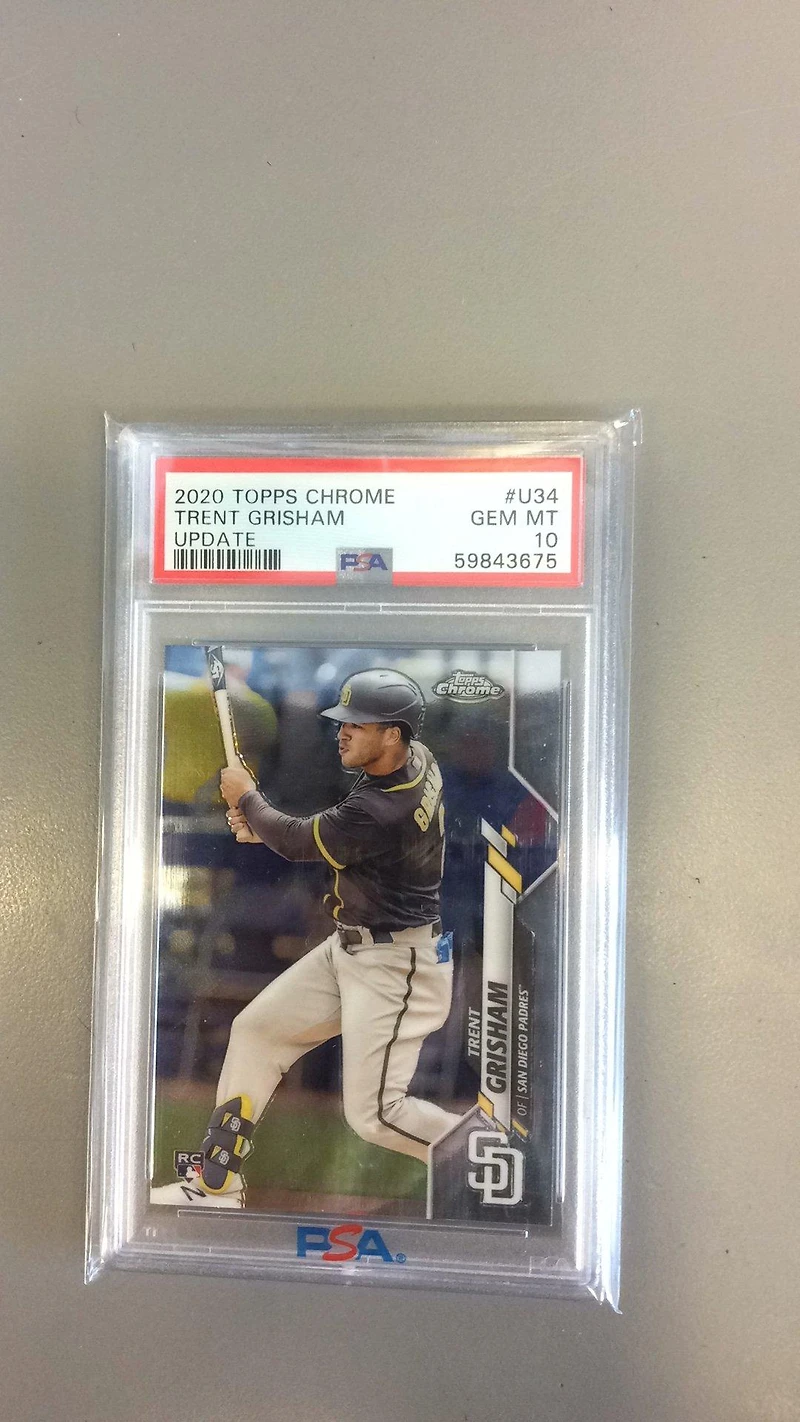 2020 TOPPS CHROME #U34
TRENT GRISHAM GEM MT
UPDATE 10
PSA 59843675
Topps
Chrome
TRENT
GRISHAM
OF | SAN DIEGO PADRES™
SD
RC
PSA®